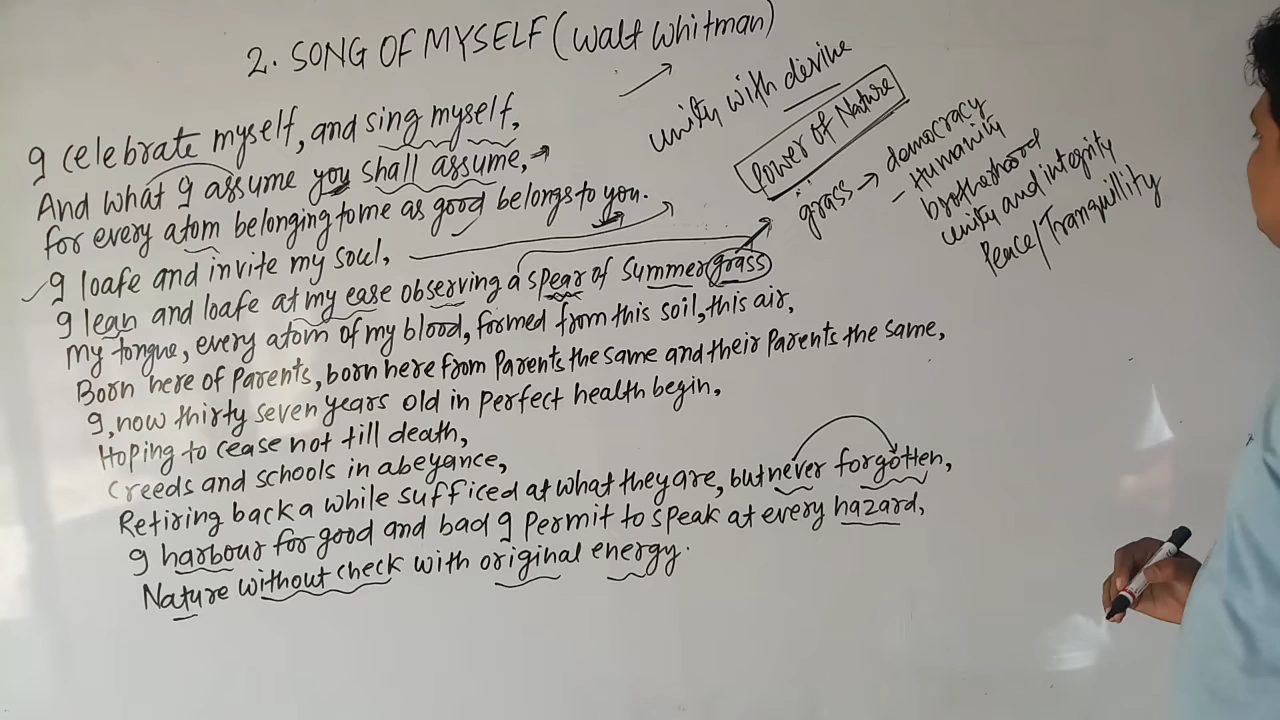 2. SONG OF MYSELF (Walt Whitman)
I celebrate myself, and sing myself,
And what I assume you shall assume,
for every atom belonging to me as good belongs to you.
I loafe and invite my soul,
I lean and loafe at my ease observing a spear of summer grass
My tongue, every atom of my blood, formed from this soil, this air,
Born here of Parents, born here from Parents the same and their Parents the same,
I, now thirty seven years old in perfect health begin,
Hoping to cease not till death,
Creeds and schools in abeyance,
Retiring back a while sufficed at what they are, but never forgotten,
I harbour for good and bad I permit to speak at every hazard,
Nature without check with original energy.
unity with devine
Power of Nature
grass → democracy
- Humanity
brotherhood
unity and integrity
Peace/Tranquillity